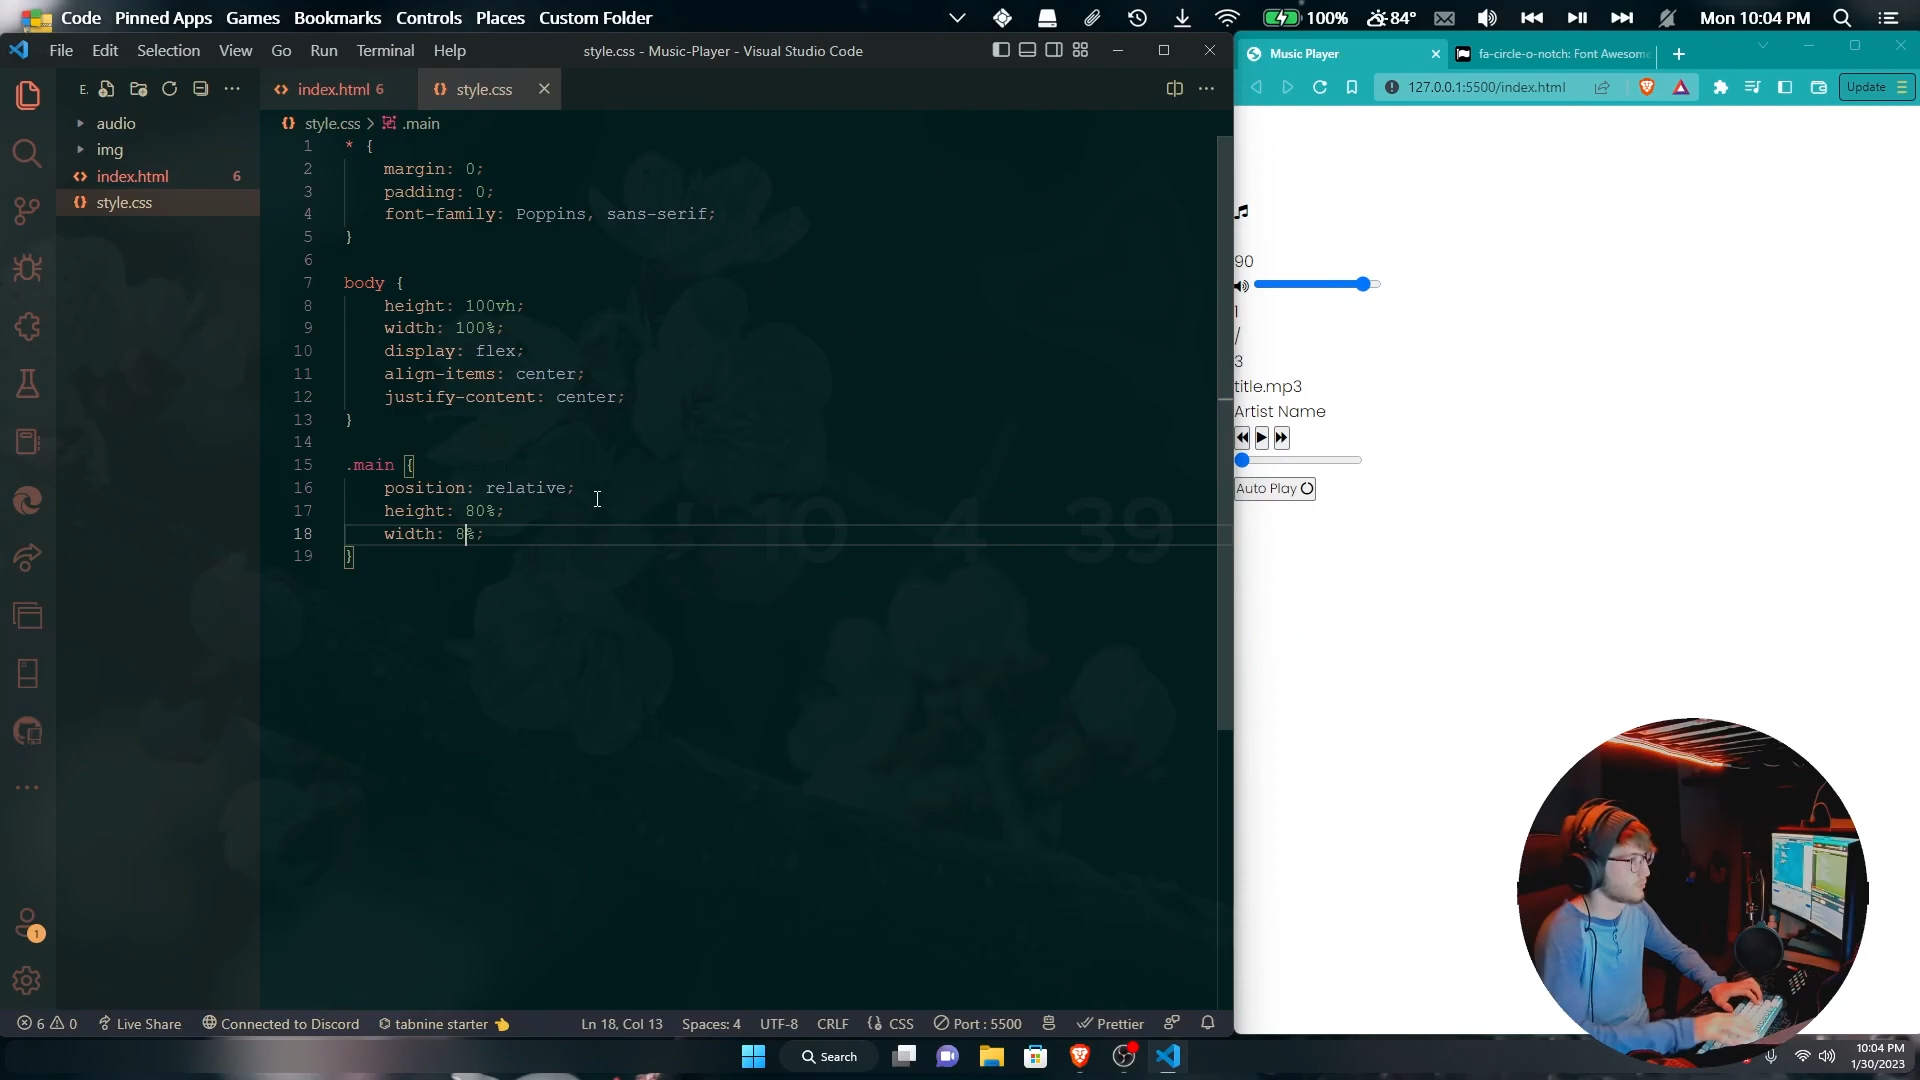 Code Pinned Apps Games Bookmarks Controls Places Custom Folder
100% 84° Mon 10:04 PM
File Edit Selection View Go Run Terminal Help
style.css - Music-Player - Visual Studio Code
E.
audio
img
index.html 6
style.css
index.html 6
style.css
style.css > .main
1 * {
2 margin: 0;
3 padding: 0;
4 font-family: Poppins, sans-serif;
5 }
6
7 body {
8 height: 100vh;
9 width: 100%;
10 display: flex;
11 align-items: center;
12 justify-content: center;
13 }
14
15 .main {
16 position: relative;
17 height: 80%;
18 width: 8%;
19 }
10 4 39
1
6 0 Live Share Connected to Discord tabnine starter Ln 18, Col 13 Spaces: 4 UTF-8 CRLF CSS Port : 5500 Prettier
Music Player
fa-circle-o-notch: Font Awesome
127.0.0.1:5500/index.html
Update
90
1
/
3
title.mp3
Artist Name
Auto Play
Search
10:04 PM
1/30/2023